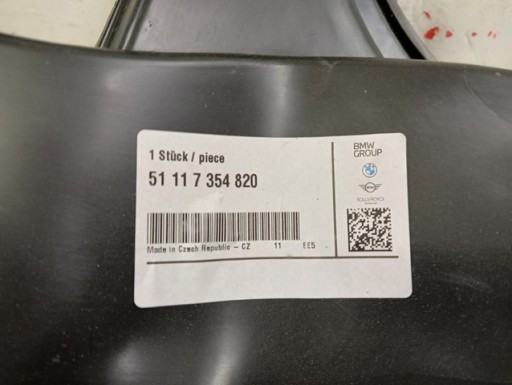 1 Stück / piece
51 11 7 354 820
Made in Czech Republic - CZ 11 EE5
BMW
GROUP
ROLLS-ROYCE